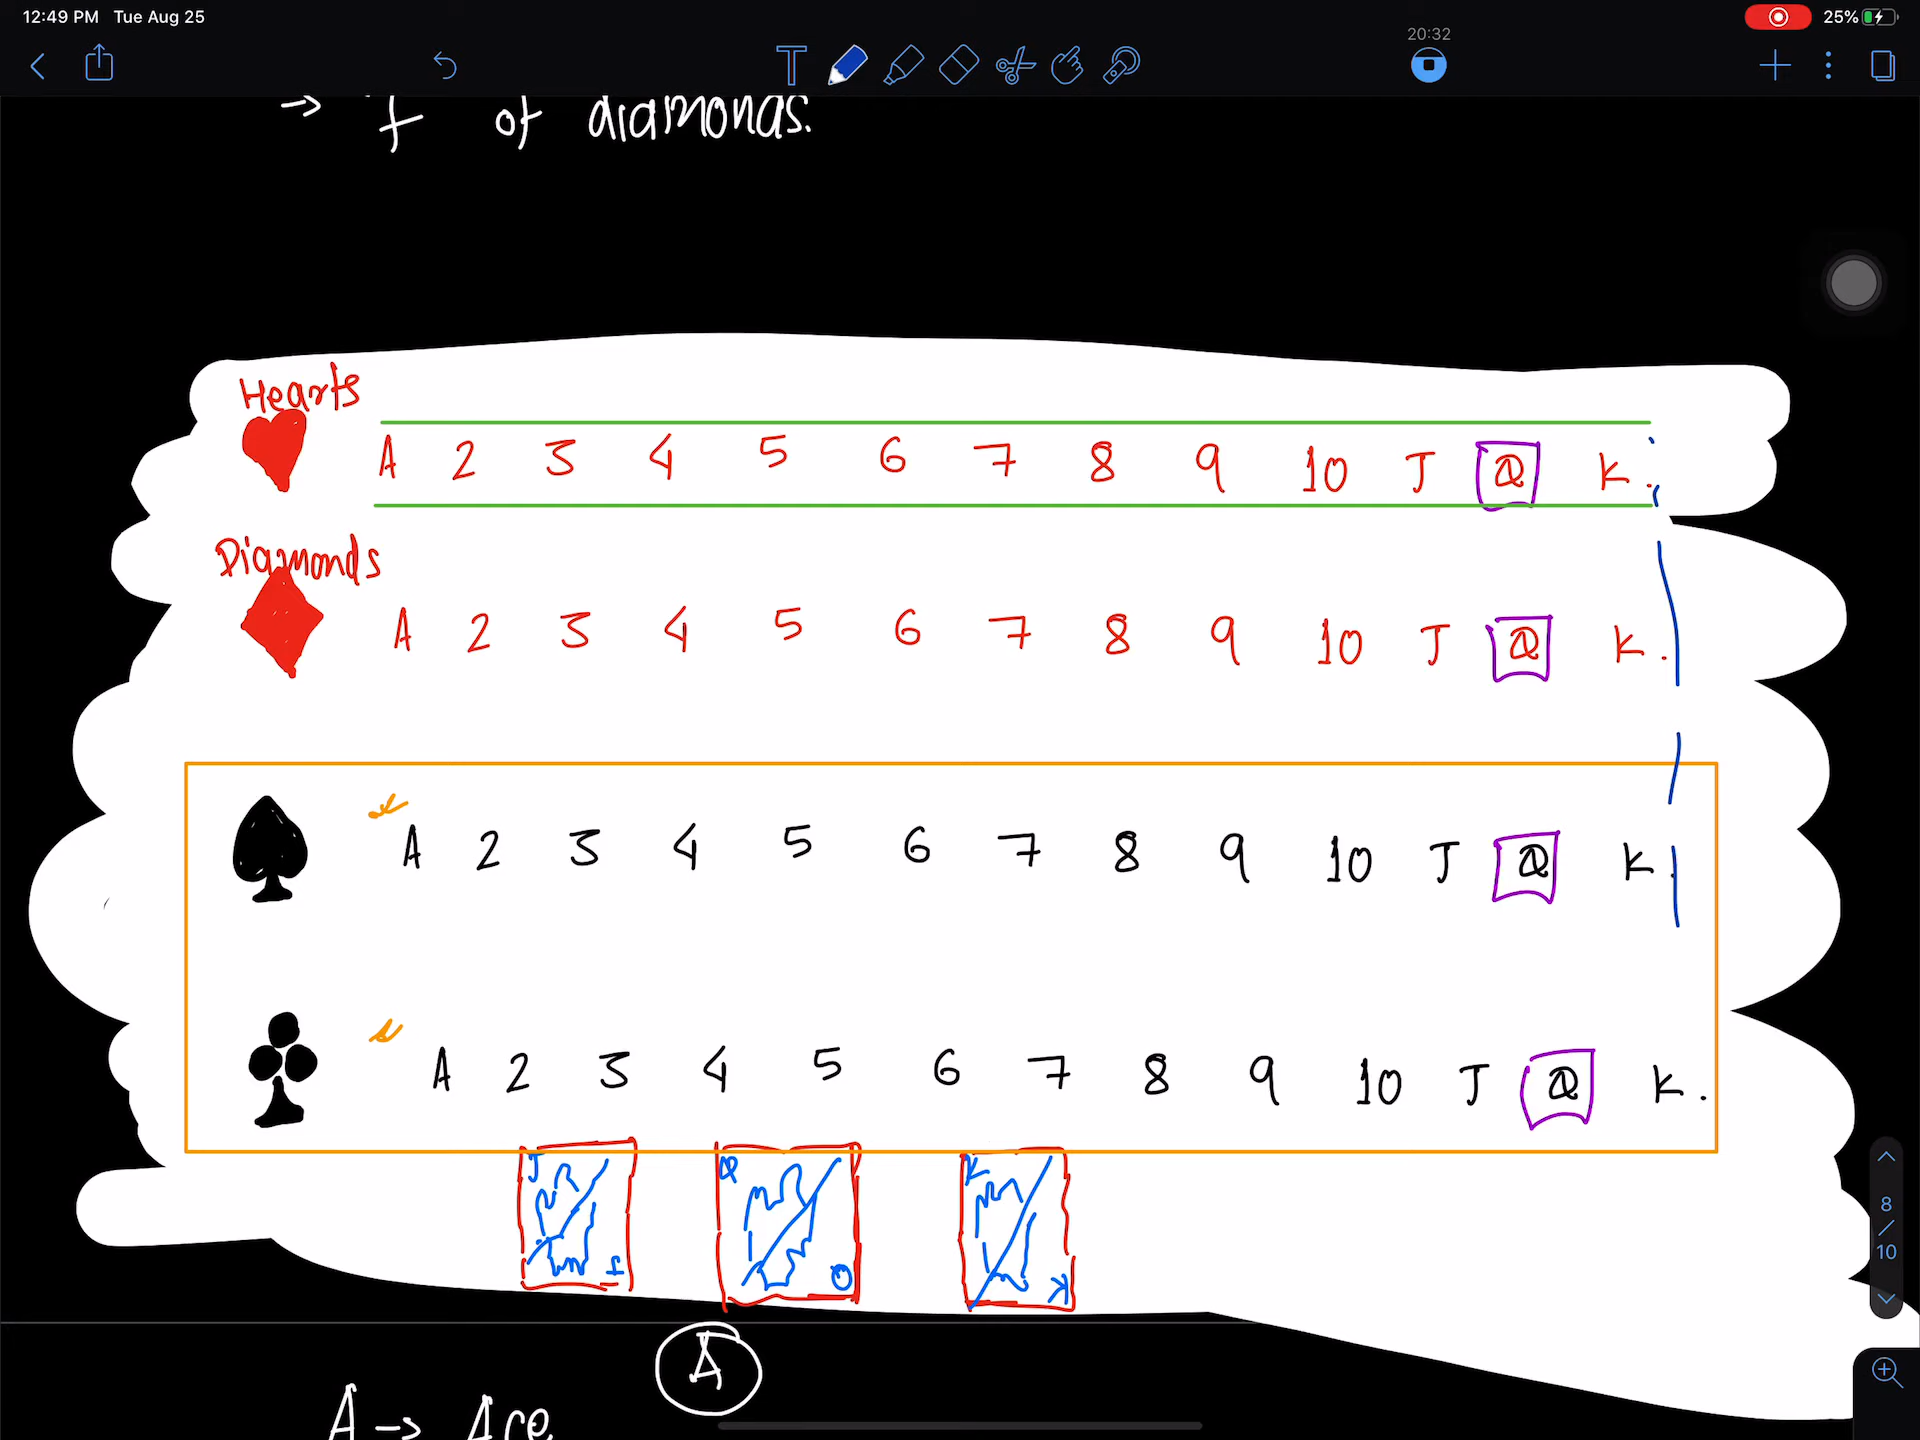 12:49 PM Tue Aug 25
25%
20:32
→ 7 of diamonds.
Hearts
A 2 3 4 5 6 7 8 9 10 J Q K.
Diamonds
A 2 3 4 5 6 7 8 9 10 J Q K.
A 2 3 4 5 6 7 8 9 10 J Q K.
A 2 3 4 5 6 7 8 9 10 J Q K.
J Q K
J Q K
8
/
10
A
A → Ace